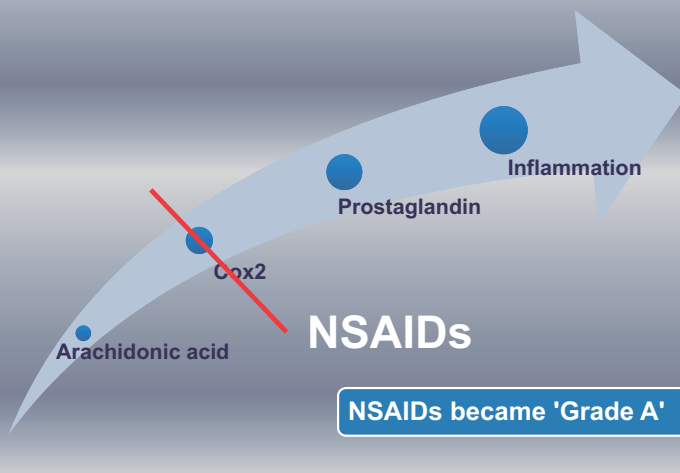 Inflammation
Prostaglandin
Cox2
NSAIDs
Arachidonic acid
NSAIDs became 'Grade A'